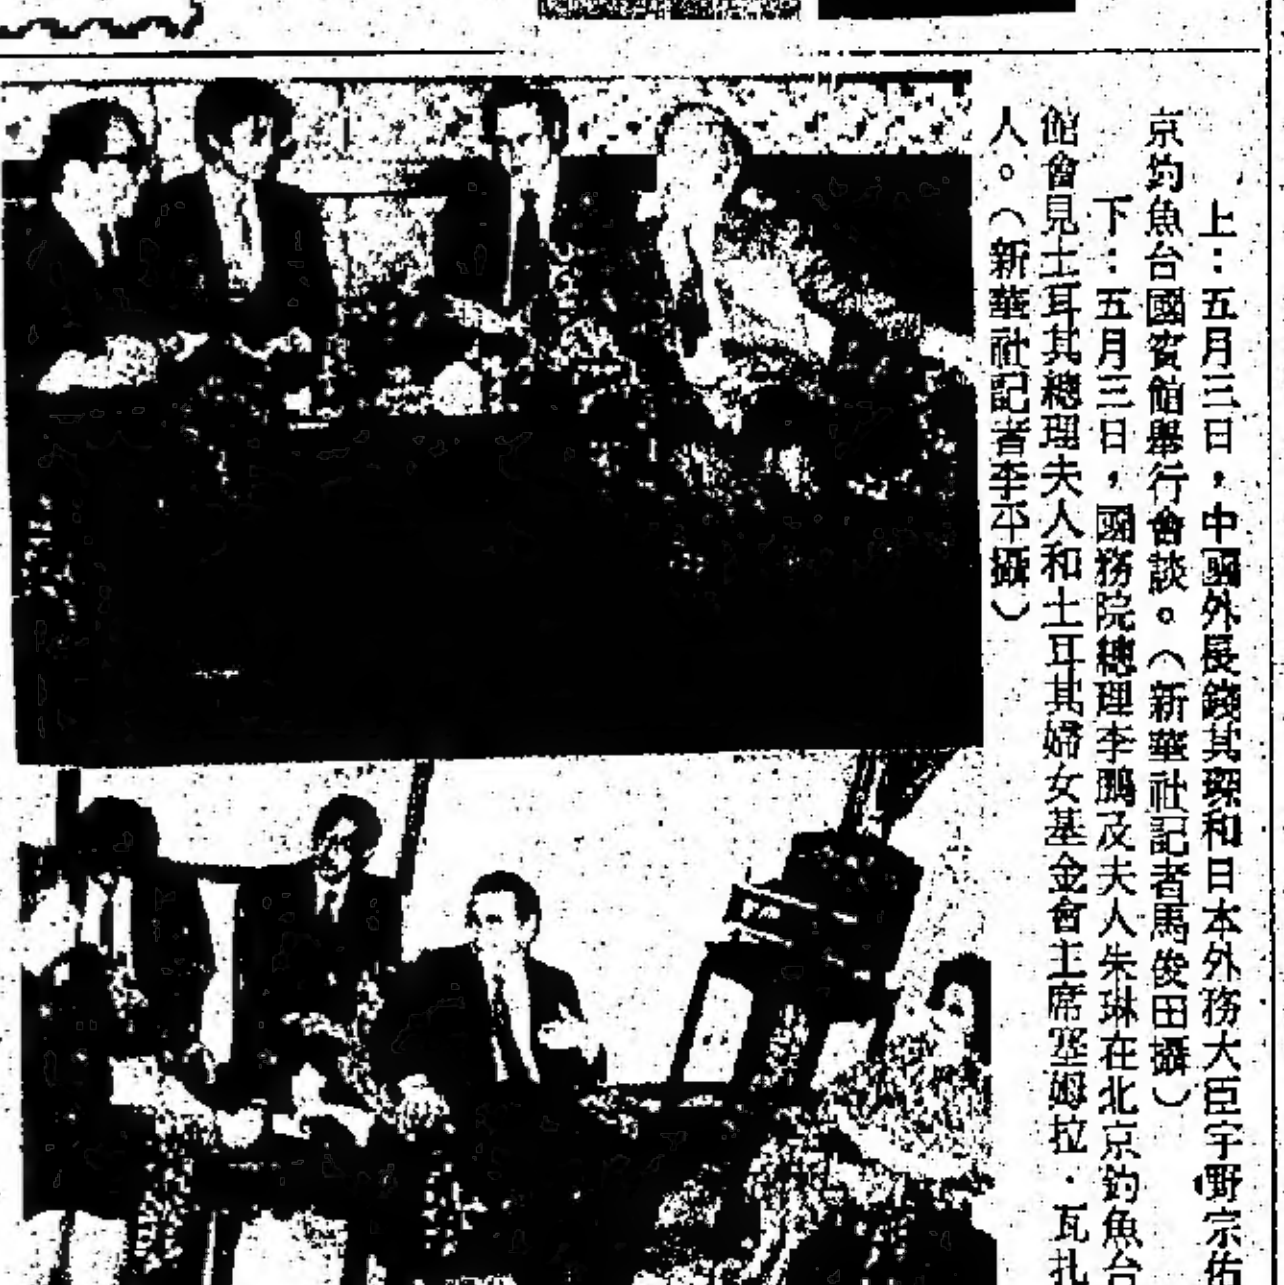 上：五月三日，中國外長錢其琛和日本外務大臣宇野宗佑
京釣魚台國賓館舉行會談。（新華社記者馬俊田攝）
下：五月三日，國務院總理李鵬及夫人朱琳在北京釣魚台
館會見土耳其總理夫人和土耳其婦女基金會主席塞姆拉·瓦扎
人。（新華社記者李平攝）